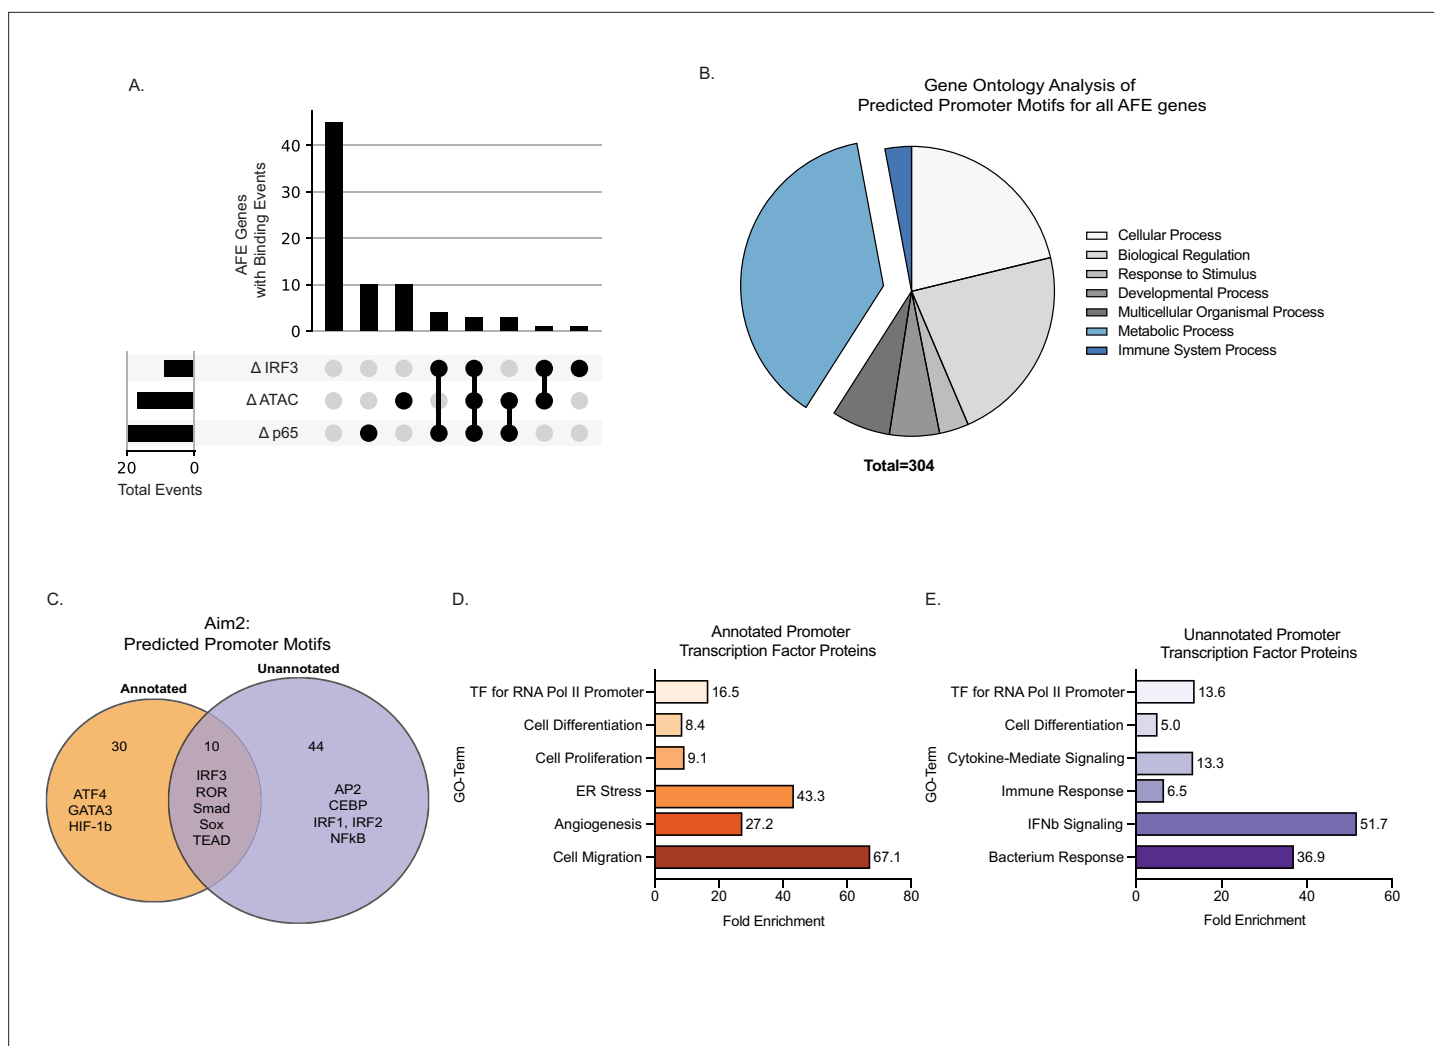 A.
AFE Genes
with Binding Events
40
30
20
10
0
Δ IRF3
Δ ATAC
Δ p65
20
0
Total Events
B.
Gene Ontology Analysis of
Predicted Promoter Motifs for all AFE genes
Cellular Process
Biological Regulation
Response to Stimulus
Developmental Process
Multicellular Organismal Process
Metabolic Process
Immune System Process
Total=304
C.
Aim2:
Predicted Promoter Motifs
Annotated
Unannotated
30
10
44
ATF4
GATA3
HIF-1b
IRF3
ROR
Smad
Sox
TEAD
AP2
CEBP
IRF1, IRF2
NFkB
D.
Annotated Promoter
Transcription Factor Proteins
GO-Term
TF for RNA Pol II Promoter
16.5
Cell Differentiation
8.4
Cell Proliferation
9.1
ER Stress
43.3
Angiogenesis
27.2
Cell Migration
67.1
0
20
40
60
80
Fold Enrichment
E.
Unannotated Promoter
Transcription Factor Proteins
GO-Term
TF for RNA Pol II Promoter
13.6
Cell Differentiation
5.0
Cytokine-Mediate Signaling
13.3
Immune Response
6.5
IFNb Signaling
51.7
Bacterium Response
36.9
0
20
40
60
Fold Enrichment